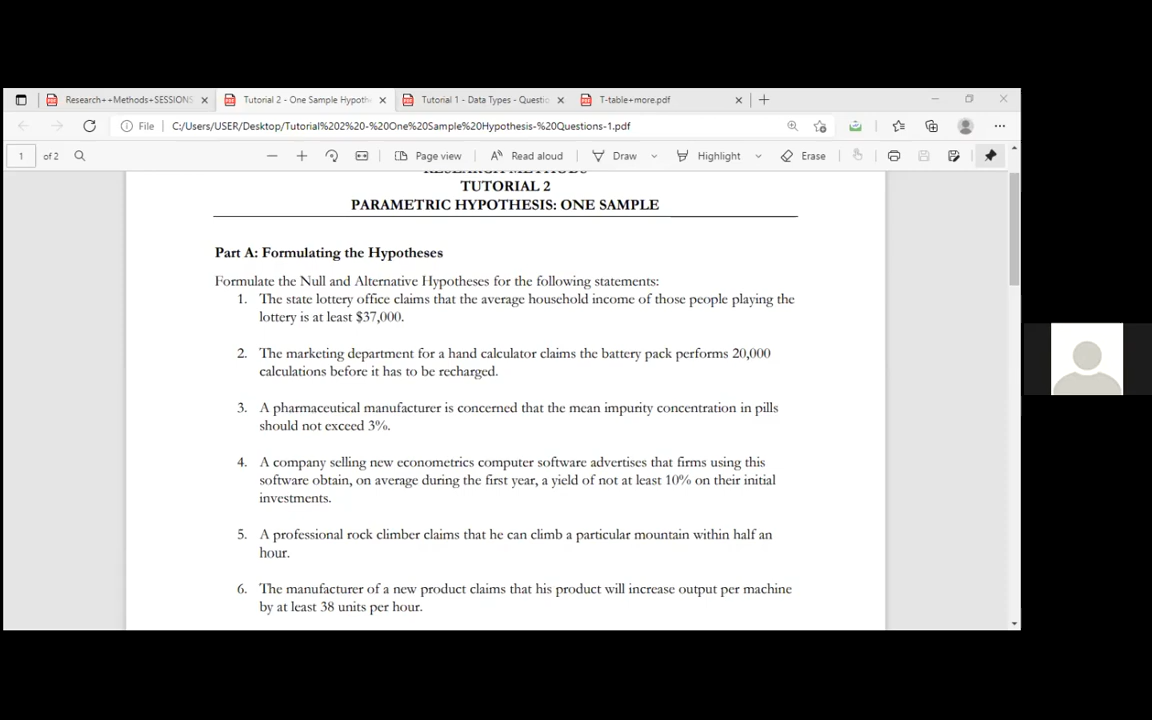 Research++Methods+SESSIONS
Tutorial 2 - One Sample Hypoth
Tutorial 1 - Data Types - Questio
T-table+more.pdf
File
C:/Users/USER/Desktop/Tutorial%202%20-%20One%20Sample%20Hypothesis-%20Questions-1.pdf
1 of 2
Page view
Read aloud
Draw
Highlight
Erase
RESEARCH METHODS
TUTORIAL 2
PARAMETRIC HYPOTHESIS: ONE SAMPLE
Part A: Formulating the Hypotheses
Formulate the Null and Alternative Hypotheses for the following statements:
1. The state lottery office claims that the average household income of those people playing the
lottery is at least $37,000.
2. The marketing department for a hand calculator claims the battery pack performs 20,000
calculations before it has to be recharged.
3. A pharmaceutical manufacturer is concerned that the mean impurity concentration in pills
should not exceed 3%.
4. A company selling new econometrics computer software advertises that firms using this
software obtain, on average during the first year, a yield of not at least 10% on their initial
investments.
5. A professional rock climber claims that he can climb a particular mountain within half an
hour.
6. The manufacturer of a new product claims that his product will increase output per machine
by at least 38 units per hour.